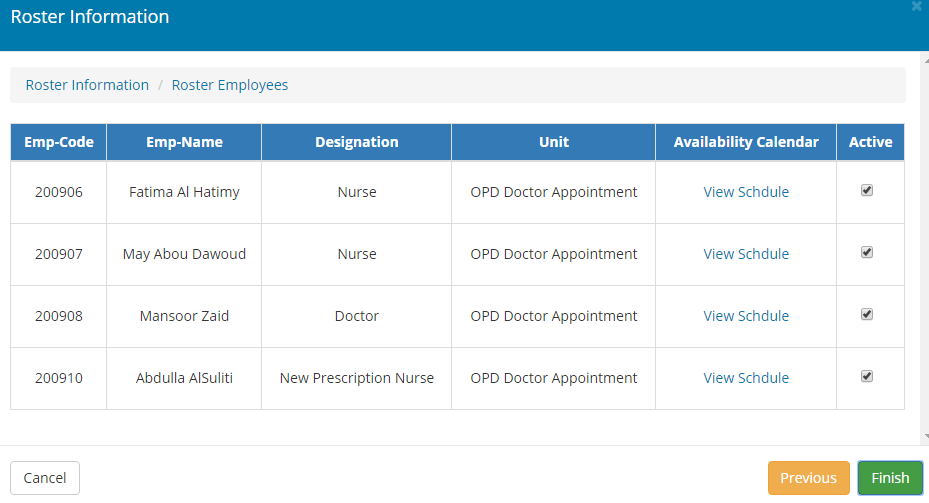 Roster Information
Roster Information / Roster Employees
Emp-Code Emp-Name Designation Unit Availability Calendar Active
200906 Fatima Al Hatimy Nurse OPD Doctor Appointment View Schdule
200907 May Abou Dawoud Nurse OPD Doctor Appointment View Schdule
200908 Mansoor Zaid Doctor OPD Doctor Appointment View Schdule
200910 Abdulla AlSuliti New Prescription Nurse OPD Doctor Appointment View Schdule
Cancel Previous Finish